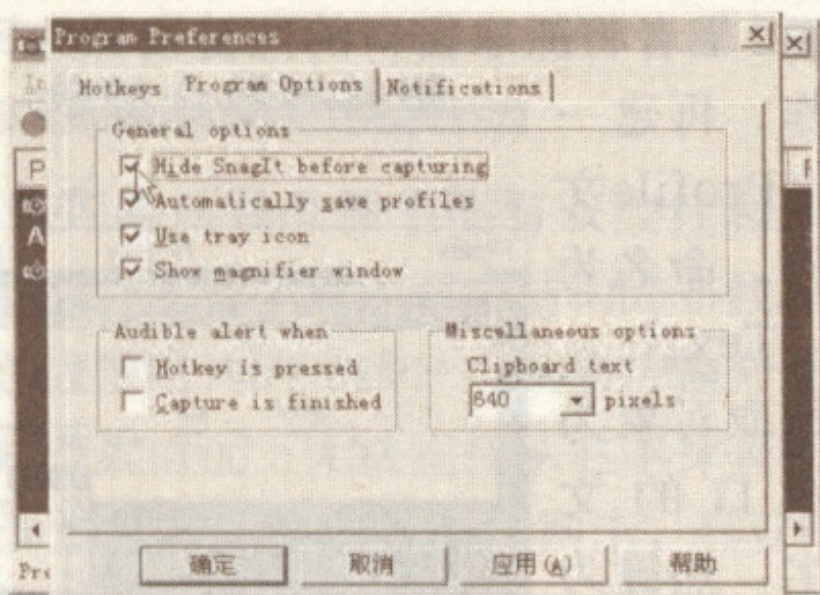 Program Preferences
Hotkeys Program Options Notifications
General options
Hide SnagIt before capturing
Automatically save profiles
Use tray icon
Show magnifier window
Audible alert when
Hotkey is pressed
Capture is finished
Miscellaneous options
Clipboard text
640 pixels
确定 取消 应用(A) 帮助